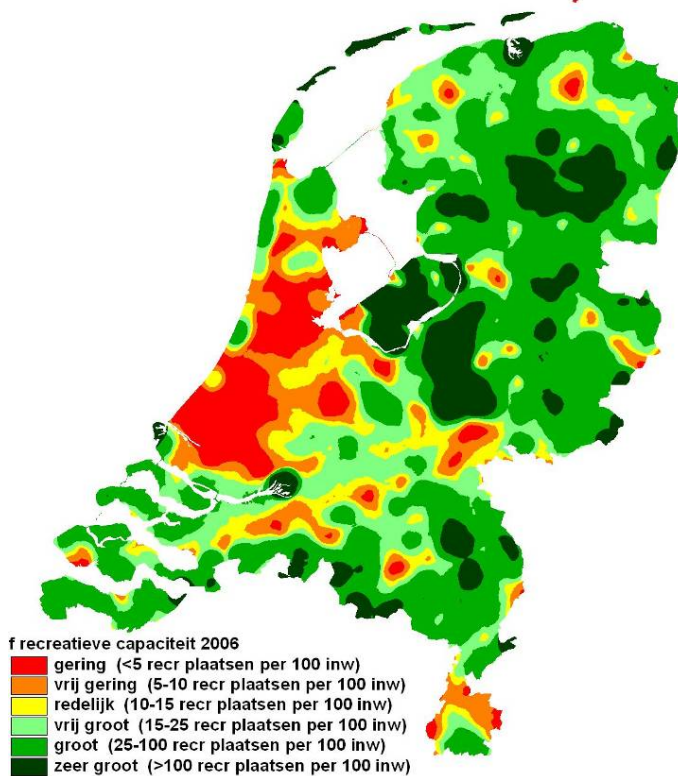 f recreatieve capaciteit 2006
gering (<5 recr plaatsen per 100 inw)
vrij gering (5-10 recr plaatsen per 100 inw)
redelijk (10-15 recr plaatsen per 100 inw)
vrij groot (15-25 recr plaatsen per 100 inw)
groot (25-100 recr plaatsen per 100 inw)
zeer groot (>100 recr plaatsen per 100 inw)